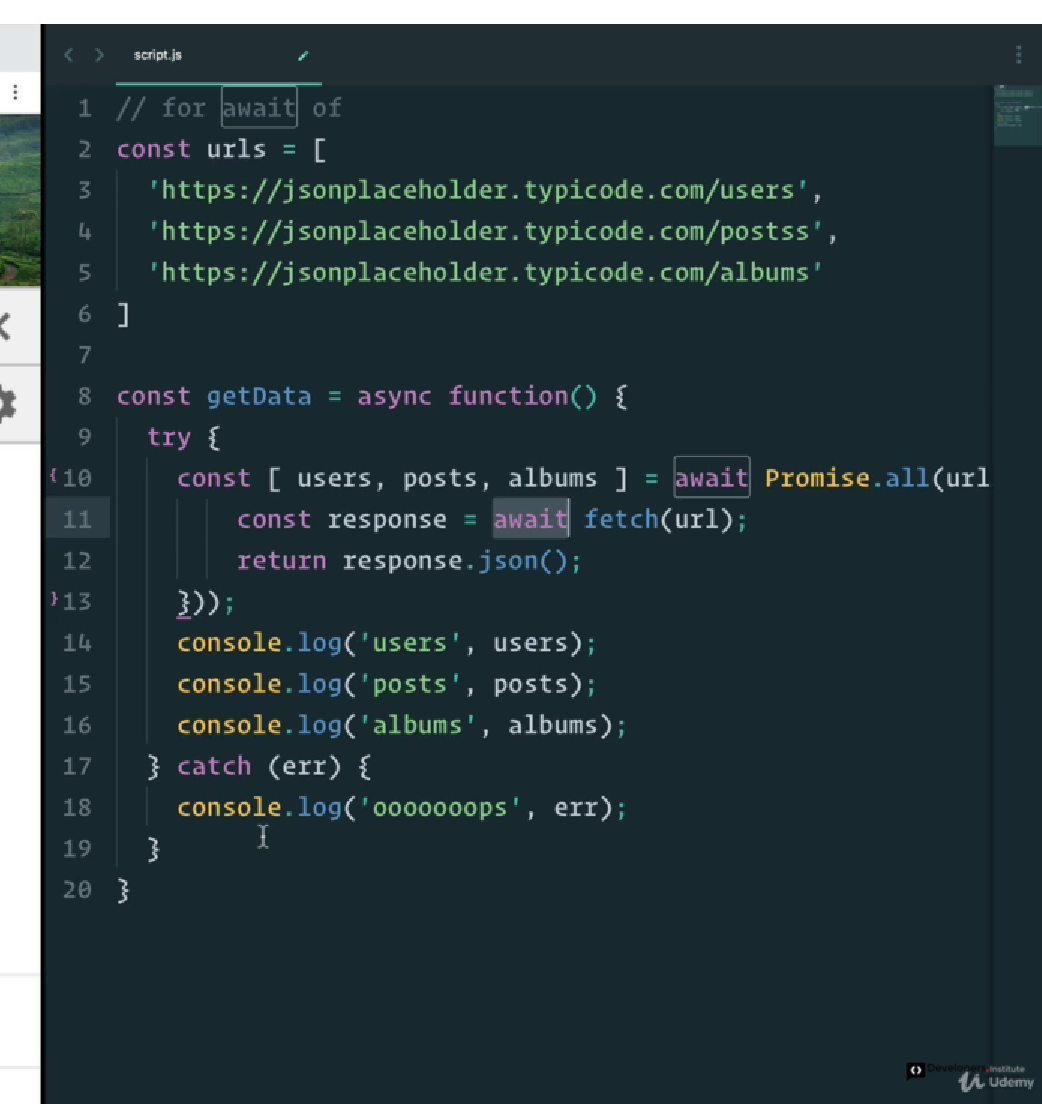 script.js
1 // for await of
2 const urls = [
3 'https://jsonplaceholder.typicode.com/users',
4 'https://jsonplaceholder.typicode.com/postss',
5 'https://jsonplaceholder.typicode.com/albums'
6 ]
7
8 const getData = async function() {
9 try {
{10 const [ users, posts, albums ] = await Promise.all(url
11 const response = await fetch(url);
12 return response.json();
}13 }));
14 console.log('users', users);
15 console.log('posts', posts);
16 console.log('albums', albums);
17 } catch (err) {
18 console.log('ooooooops', err);
19 }
20 }
Developers.Institute
Udemy